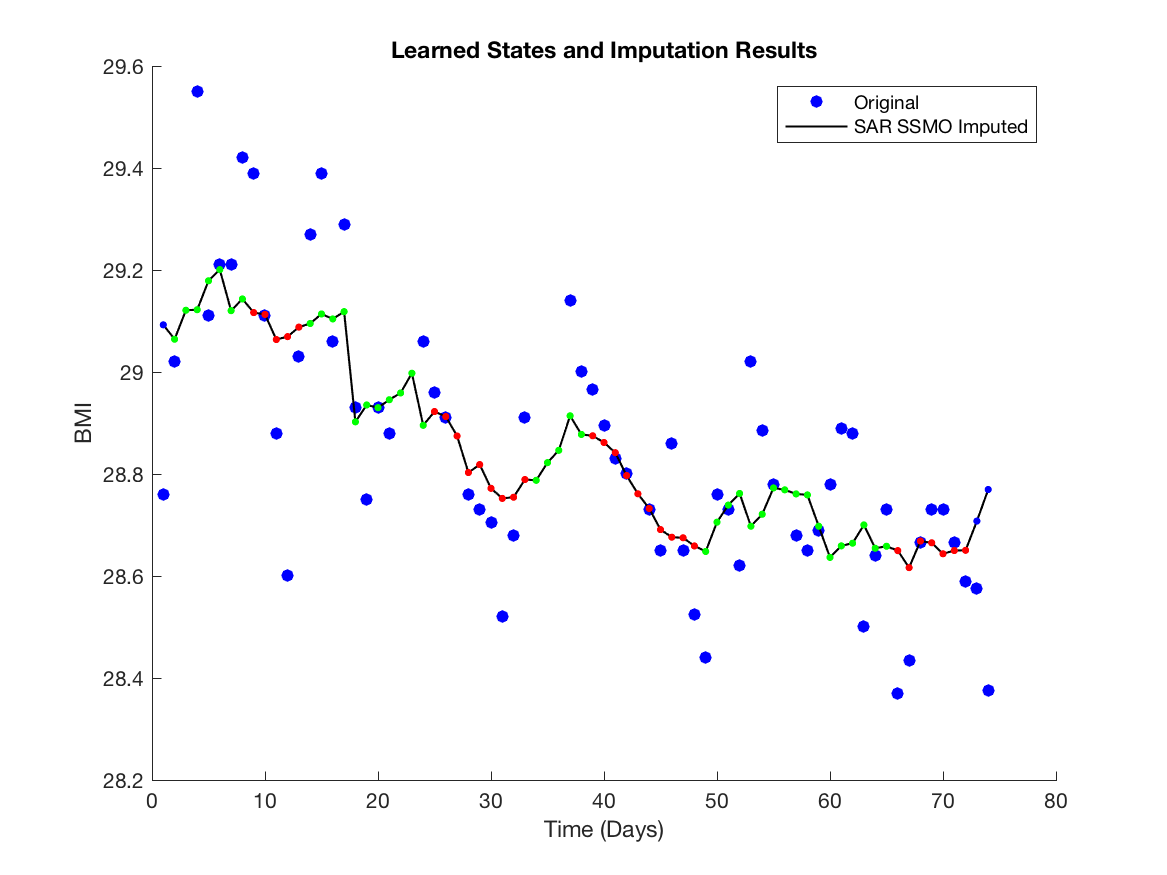 Learned States and Imputation Results
Original
SAR SSMO Imputed
29.6
29.4
29.2
29
28.8
28.6
28.4
28.2
BMI
0 10 20 30 40 50 60 70 80
Time (Days)